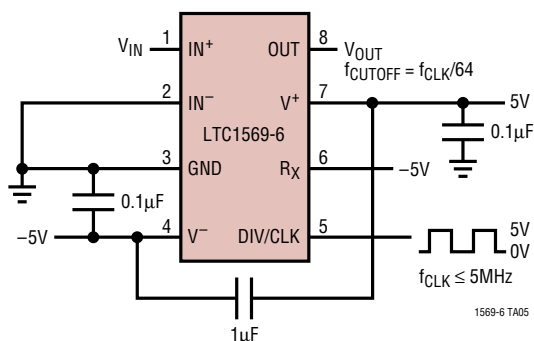 1
8
V_IN
IN+
OUT
V_OUT
f_CUTOFF = f_CLK/64
2
7
IN–
V+
5V
LTC1569-6
0.1µF
3
6
GND
R_X
–5V
0.1µF
4
5
–5V
V–
DIV/CLK
5V
0V
f_CLK ≤ 5MHz
1µF
1569-6 TA05